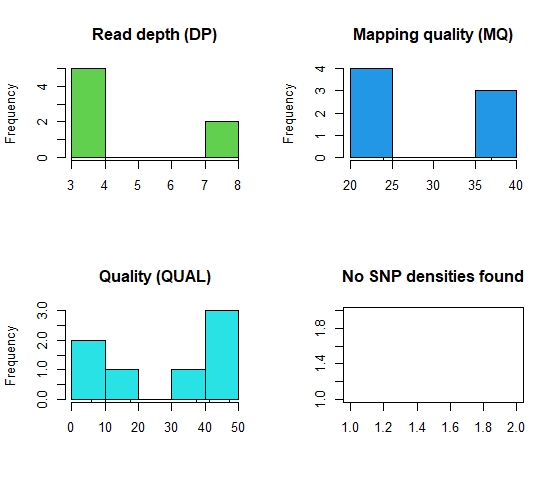 Read depth (DP)
Frequency
0 2 4
3 4 5 6 7 8
Mapping quality (MQ)
Frequency
0 1 2 3 4
20 25 30 35 40
Quality (QUAL)
Frequency
0.0 1.0 2.0 3.0
0 10 20 30 40 50
No SNP densities found
1.0 1.4 1.8
1.0 1.2 1.4 1.6 1.8 2.0